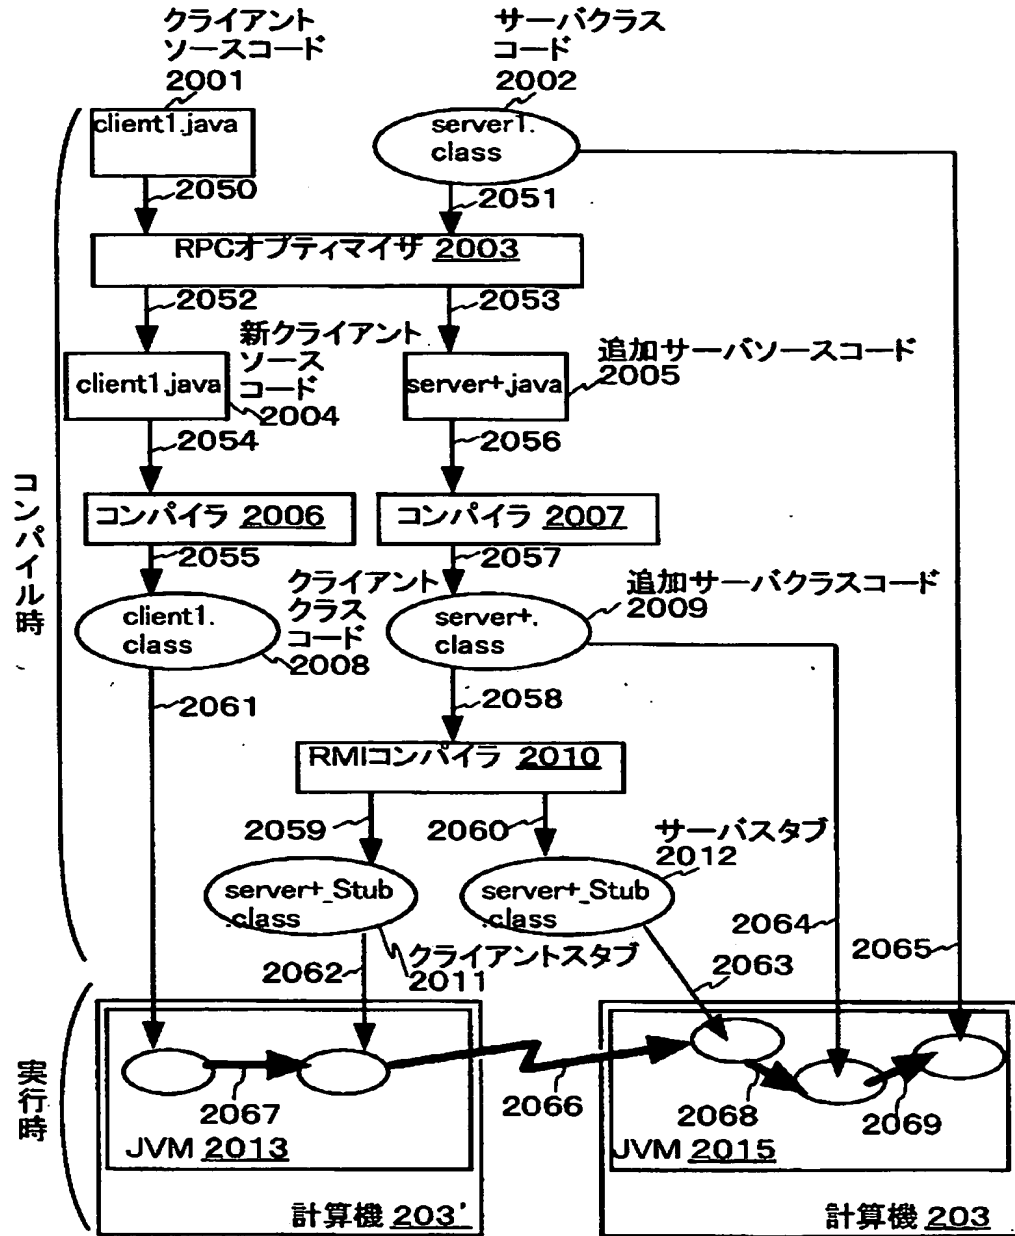 クライアント
ソースコード
2001
サーバクラス
コード
2002
client1.java
server1.
class
2050
2051
RPCオプティマイザ 2003
2052
2053
新クライアント
ソース
コード
2004
追加サーバソースコード
2005
client1.java
server+.java
2054
2056
コンパイラ 2006
コンパイラ 2007
2055
2057
クライアント
クラス
コード
2008
追加サーバクラスコード
2009
client1.
class
server+.
class
コンパイル時
2061
2058
RMIコンパイラ 2010
2059
2060
サーバスタブ
2012
server+_Stub
.class
server+_Stub
.class
クライアントスタブ
2011
2062
2063
2064
2065
実行時
2067
2066
2068
2069
JVM 2013
JVM 2015
計算機 203'
計算機 203